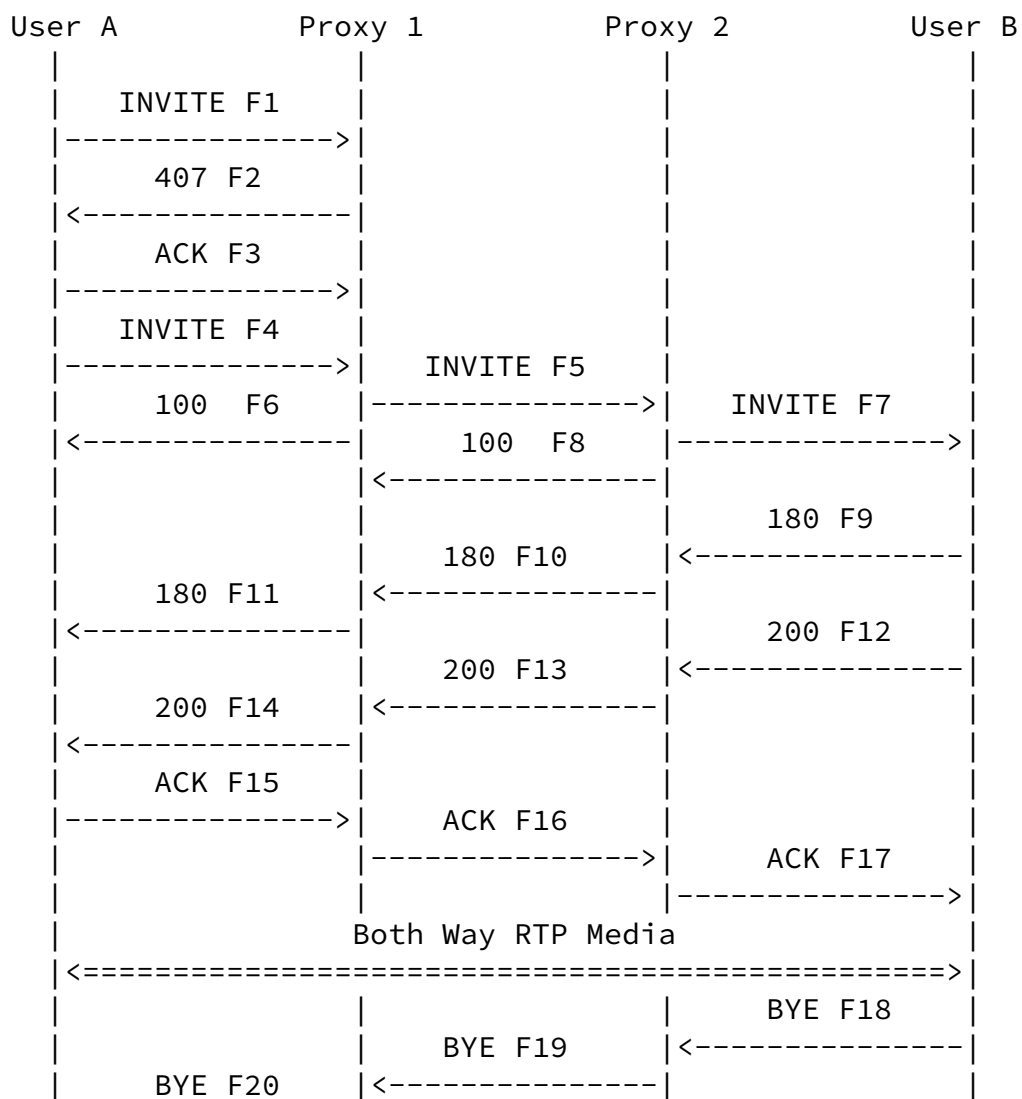 User A Proxy 1 Proxy 2 User B
INVITE F1
407 F2
ACK F3
INVITE F4
INVITE F5
100 F6 INVITE F7
100 F8
180 F9
180 F10
180 F11
200 F12
200 F13
200 F14
ACK F15
ACK F16
ACK F17
Both Way RTP Media
BYE F18
BYE F19
BYE F20